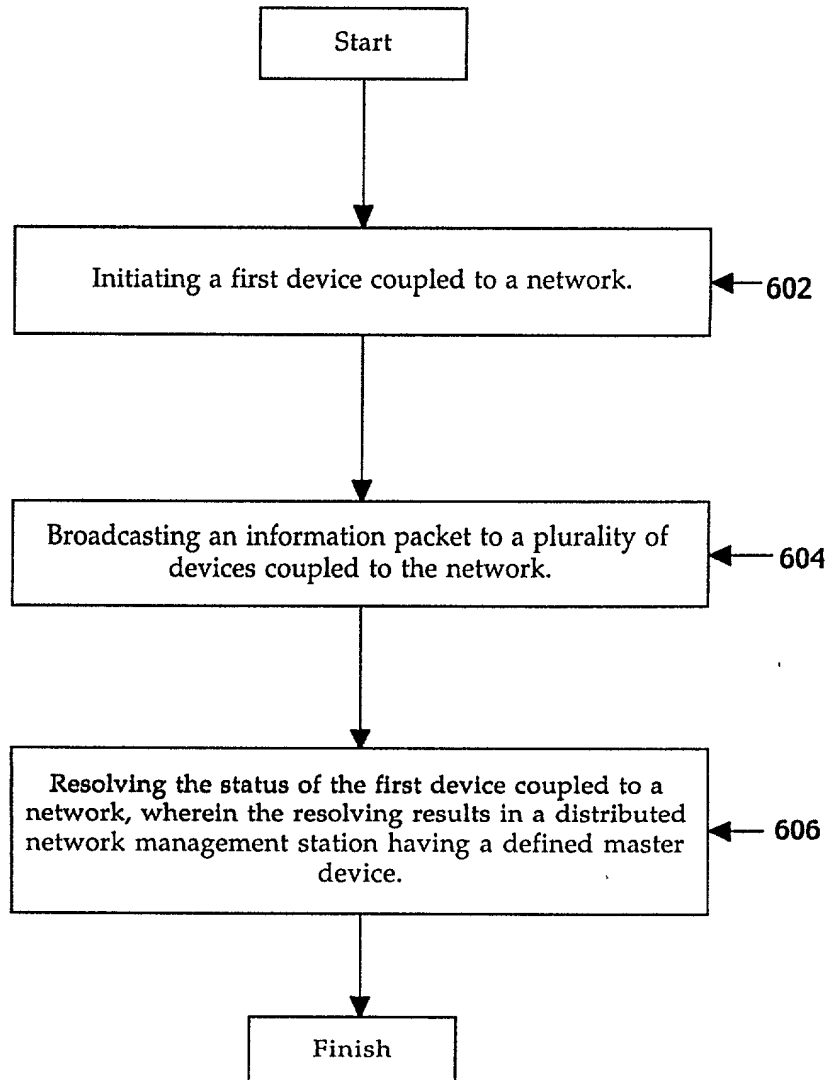 Start
Initiating a first device coupled to a network.
602
Broadcasting an information packet to a plurality of
devices coupled to the network.
604
Resolving the status of the first device coupled to a
network, wherein the resolving results in a distributed
network management station having a defined master
device.
606
Finish